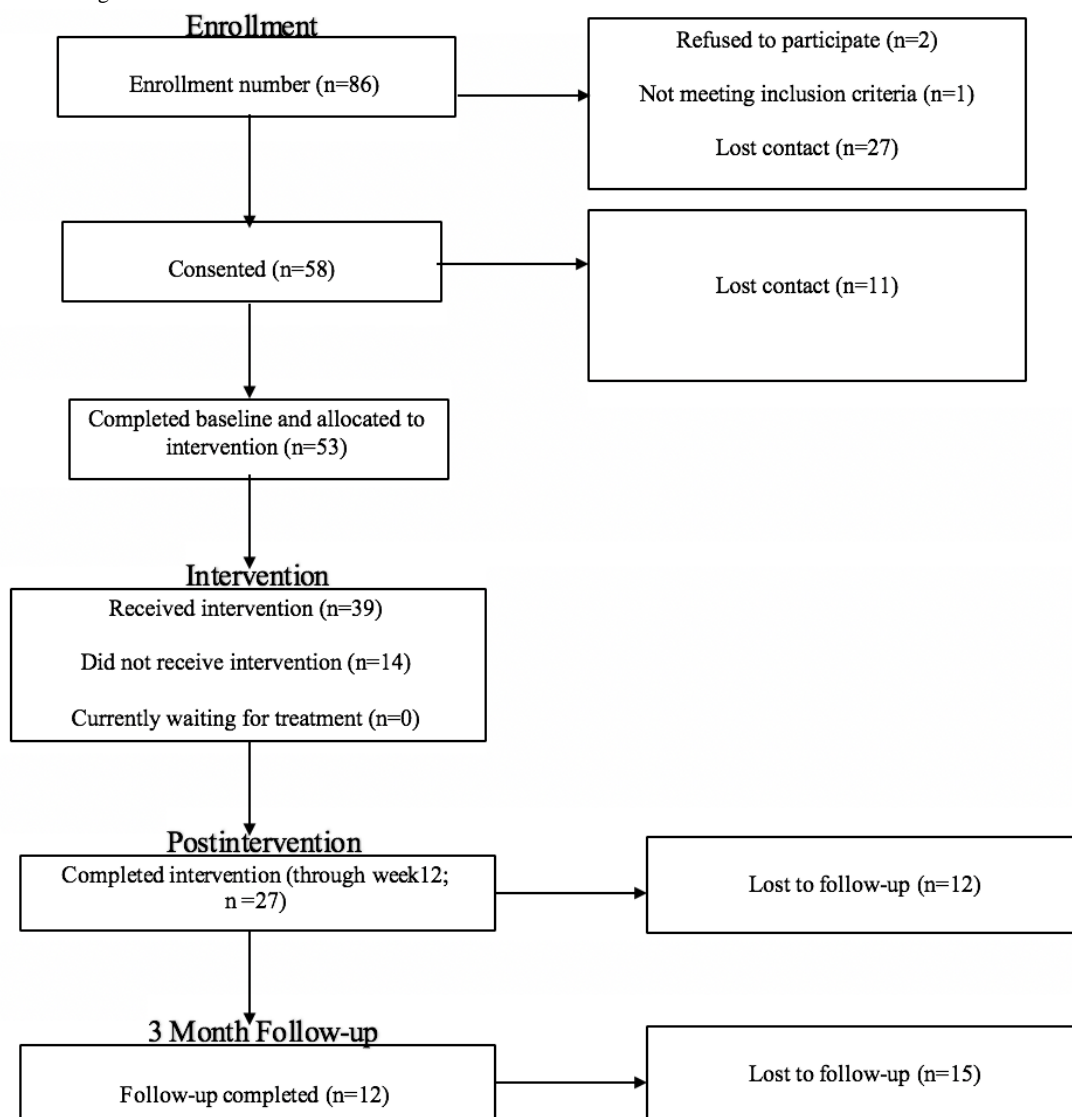 Enrollment
Enrollment number (n=86)
Refused to participate (n=2)
Not meeting inclusion criteria (n=1)
Lost contact (n=27)
Consented (n=58)
Lost contact (n=11)
Completed baseline and allocated to
intervention (n=53)
Intervention
Received intervention (n=39)
Did not receive intervention (n=14)
Currently waiting for treatment (n=0)
Postintervention
Completed intervention (through week12;
n=27)
Lost to follow-up (n=12)
3 Month Follow-up
Follow-up completed (n=12)
Lost to follow-up (n=15)